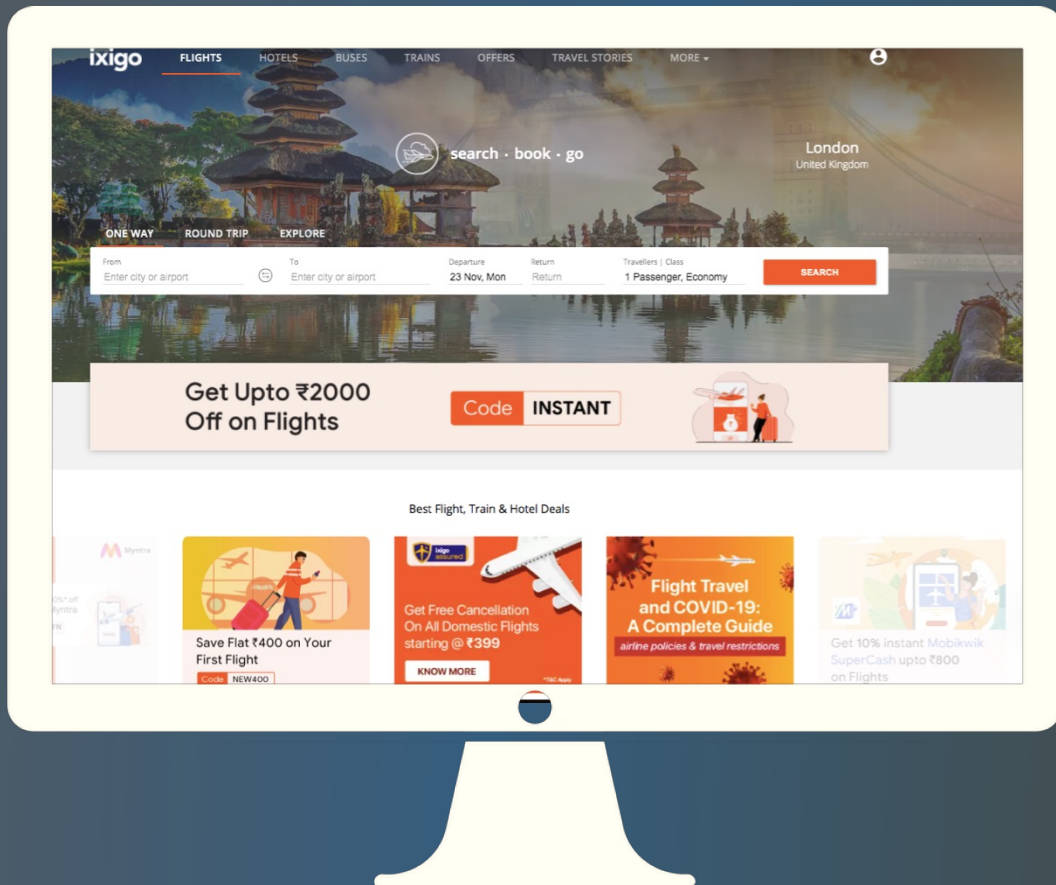 ixigo
FLIGHTS HOTELS BUSES TRAINS OFFERS TRAVEL STORIES MORE
search · book · go
London
United Kingdom
ONE WAY ROUND TRIP EXPLORE
From To Departure Return Travellers | Class
Enter city or airport Enter city or airport 23 Nov, Mon Return 1 Passenger, Economy
SEARCH
Get Upto ₹2000
Off on Flights
Code INSTANT
Best Flight, Train & Hotel Deals
Myntra
Save Flat ₹400 on Your
First Flight
Code NEW400
ixigo
assured
Get Free Cancellation
On All Domestic Flights
starting @ ₹399
KNOW MORE
*T&C Apply
Flight Travel
and COVID-19:
A Complete Guide
airline policies & travel restrictions
Get 10% instant Mobikwik
SuperCash upto ₹800
on Flights